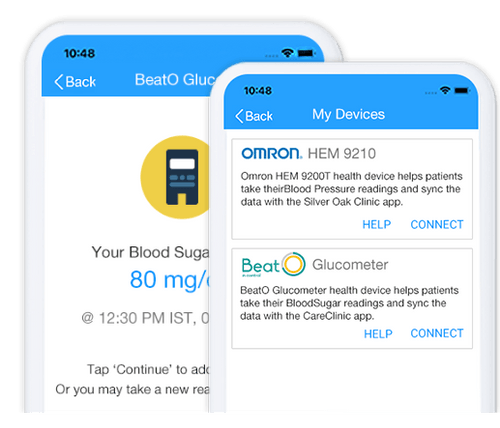 10:48
Back BeatO Gluc
Your Blood Suga
80 mg/
@ 12:30 PM IST, 0
Tap ‘Continue’ to add
Or you may take a new rea
10:48
Back My Devices
OMRON. HEM 9210
Omron HEM 9200T health device helps patients
take theirBlood Pressure readings and sync the
data with the Silver Oak Clinic app.
HELP CONNECT
Beat Glucometer
BeatO Glucometer health device helps patients
take their BloodSugar readings and sync the
data with the CareClinic app.
HELP CONNECT